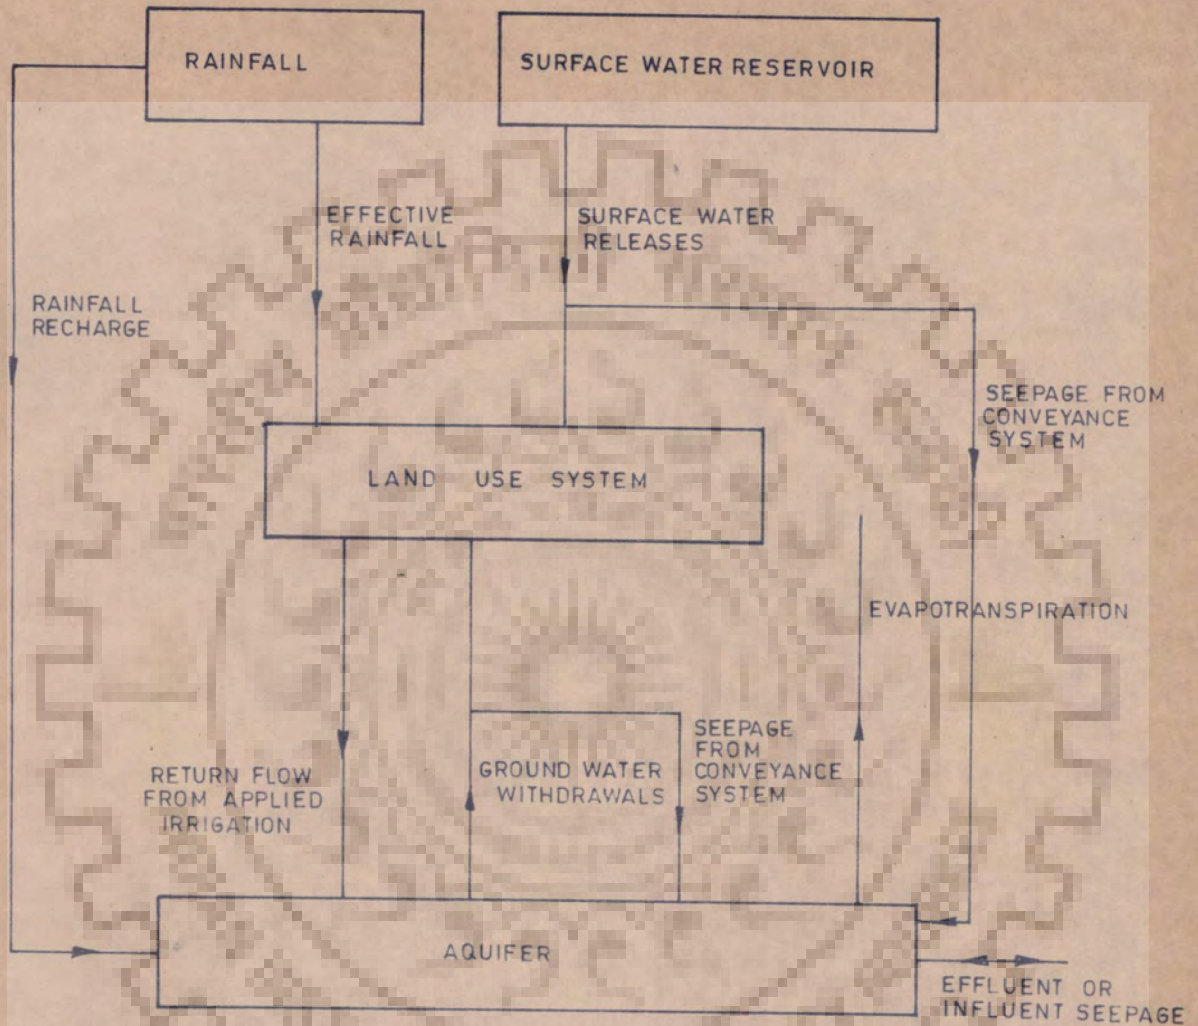 RAINFALL
SURFACE WATER RESERVOIR
EFFECTIVE
RAINFALL
SURFACE WATER
RELEASES
RAINFALL
RECHARGE
SEEPAGE FROM
CONVEYANCE
SYSTEM
LAND USE SYSTEM
EVAPOTRANSPIRATION
RETURN FLOW
FROM APPLIED
IRRIGATION
GROUND WATER
WITHDRAWALS
SEEPAGE
FROM
CONVEYANCE
SYSTEM
AQUIFER
EFFLUENT OR
INFLUENT SEEPAGE